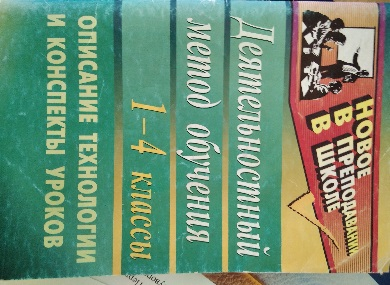 НОВОЕ
В ПРЕПОДАВАНИИ
В ШКОЛЕ
Деятельностный
метод обучения
1–4 классы
ОПИСАНИЕ ТЕХНОЛОГИИ
И КОНСПЕКТЫ УРОКОВ